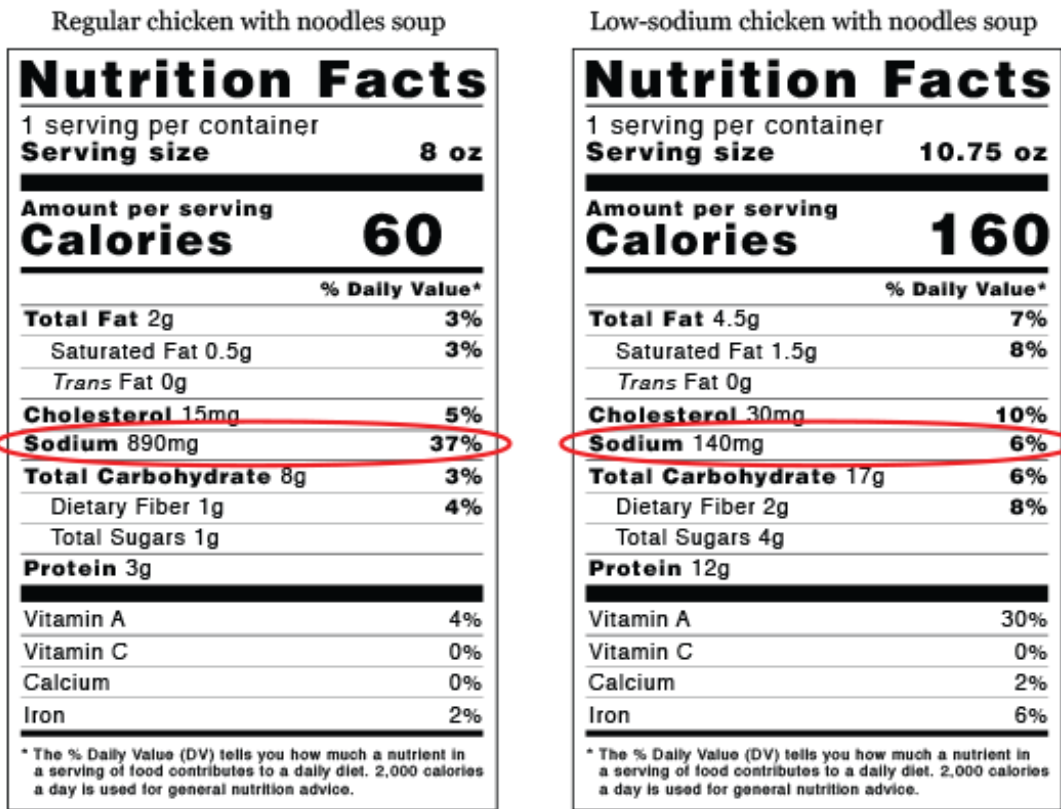 Regular chicken with noodles soup
Nutrition Facts
1 serving per container
Serving size 8 oz
Amount per serving
Calories 60
% Daily Value*
Total Fat 2g 3%
Saturated Fat 0.5g 3%
Trans Fat 0g
Cholesterol 15mg 5%
Sodium 890mg 37%
Total Carbohydrate 8g 3%
Dietary Fiber 1g 4%
Total Sugars 1g
Protein 3g
Vitamin A 4%
Vitamin C 0%
Calcium 0%
Iron 2%
* The % Daily Value (DV) tells you how much a nutrient in
a serving of food contributes to a daily diet. 2,000 calories
a day is used for general nutrition advice.
Low-sodium chicken with noodles soup
Nutrition Facts
1 serving per container
Serving size 10.75 oz
Amount per serving
Calories 160
% Daily Value*
Total Fat 4.5g 7%
Saturated Fat 1.5g 8%
Trans Fat 0g
Cholesterol 30mg 10%
Sodium 140mg 6%
Total Carbohydrate 17g 6%
Dietary Fiber 2g 8%
Total Sugars 4g
Protein 12g
Vitamin A 30%
Vitamin C 0%
Calcium 2%
Iron 6%
* The % Daily Value (DV) tells you how much a nutrient in
a serving of food contributes to a daily diet. 2,000 calories
a day is used for general nutrition advice.